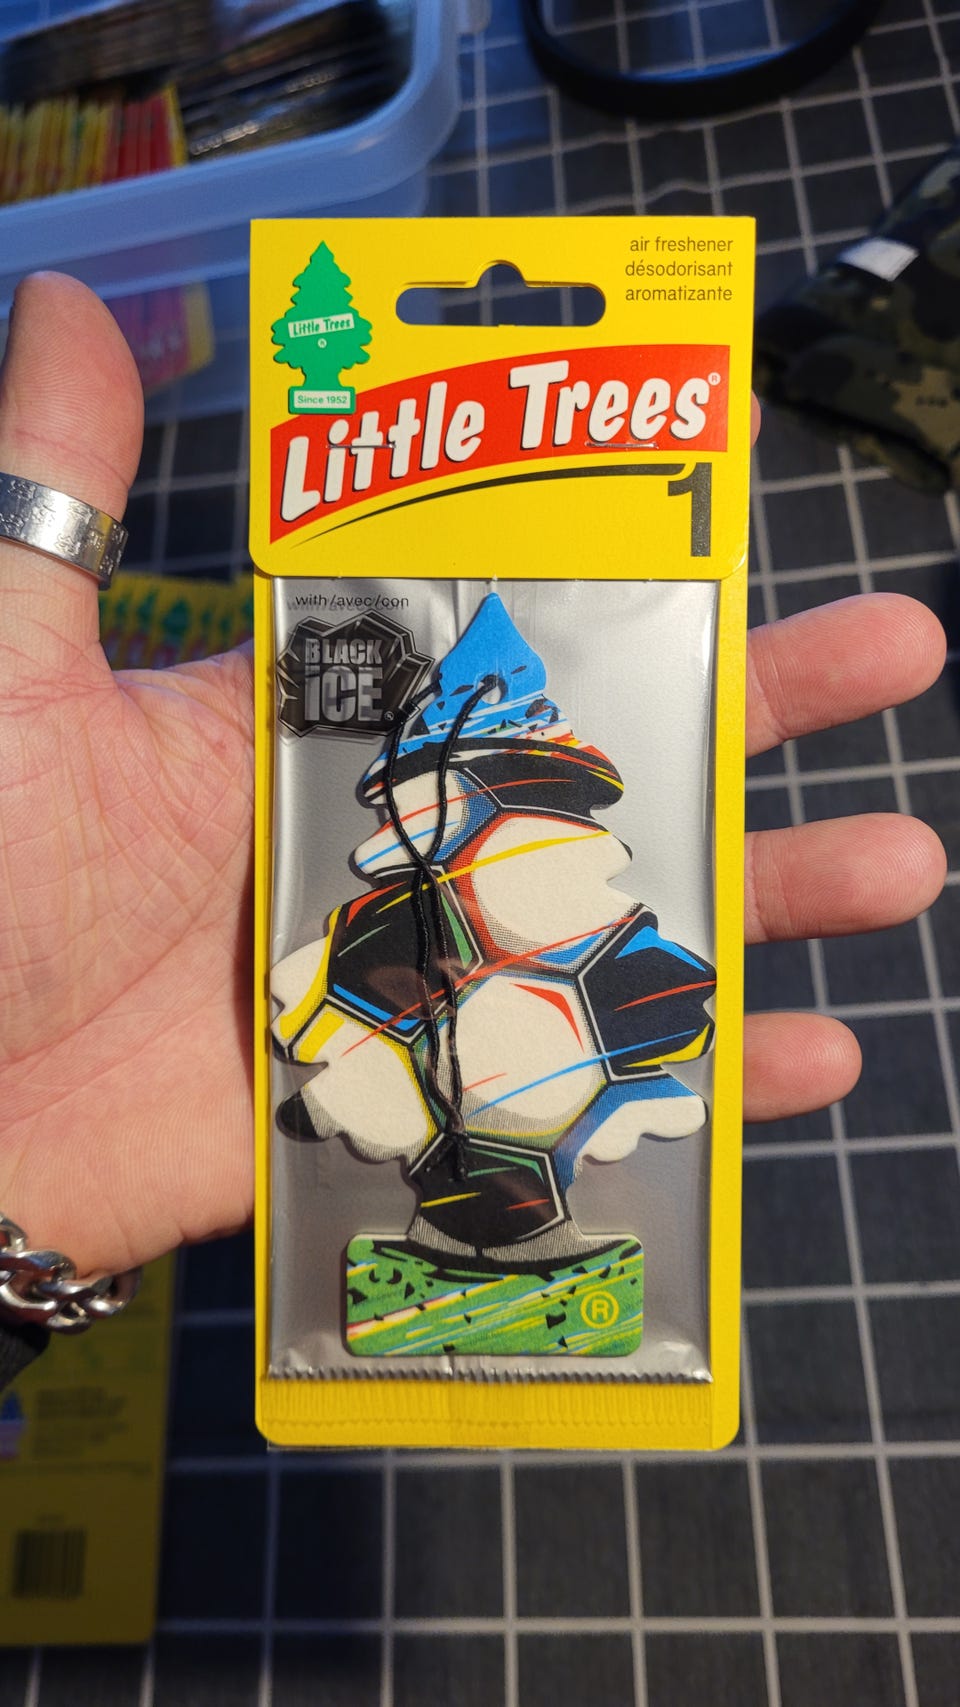 air freshener
désodorisant
aromatizante
Little Trees
®
Since 1952
Little Trees®
1
with/avec/con
BLACK
ICE®
®